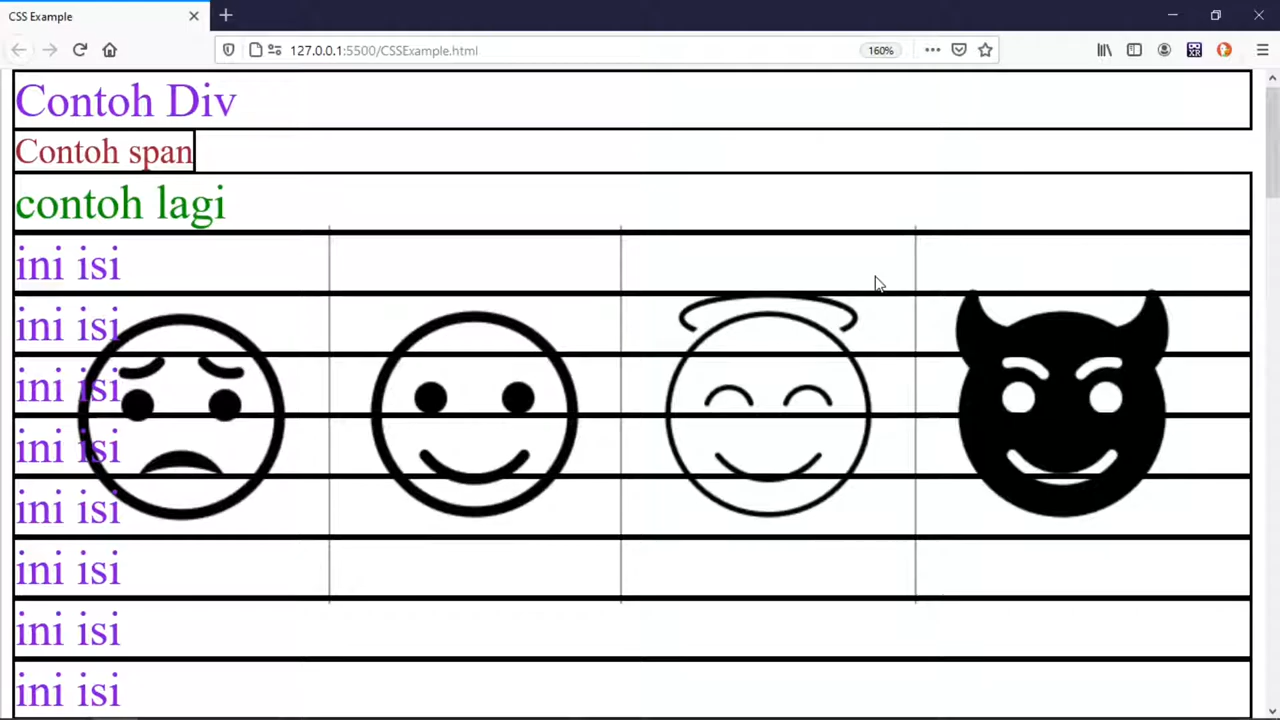 CSS Example
127.0.0.1:5500/CSSExample.html
160%
XR
Contoh Div
Contoh span
contoh lagi
ini isi
ini isi
ini isi
ini isi
ini isi
ini isi
ini isi
ini isi